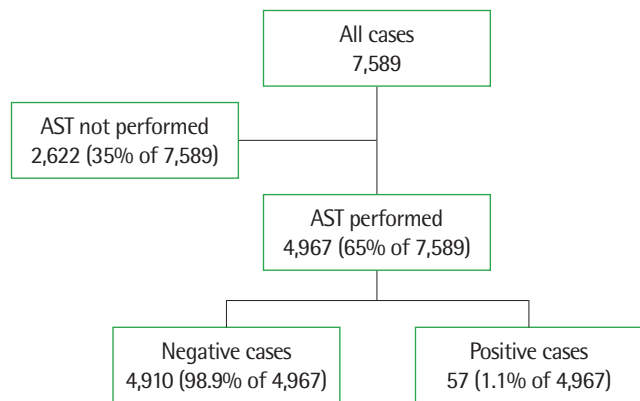 All cases
7,589
AST not performed
2,622 (35% of 7,589)
AST performed
4,967 (65% of 7,589)
Negative cases
4,910 (98.9% of 4,967)
Positive cases
57 (1.1% of 4,967)